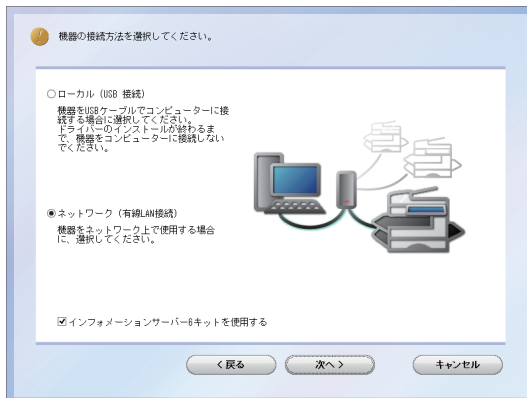 機器の接続方法を選択してください。
ローカル（USB 接続）
機器をUSBケーブルでコンピューターに接
続する場合に選択してください。
ドライバーのインストールが終わるま
で、機器をコンピューターに接続しない
でください。
ネットワーク（有線LAN接続）
機器をネットワーク上で使用する場合
に、選択してください。
インフォメーションサーバー6キットを使用する
＜戻る
次へ＞
キャンセル